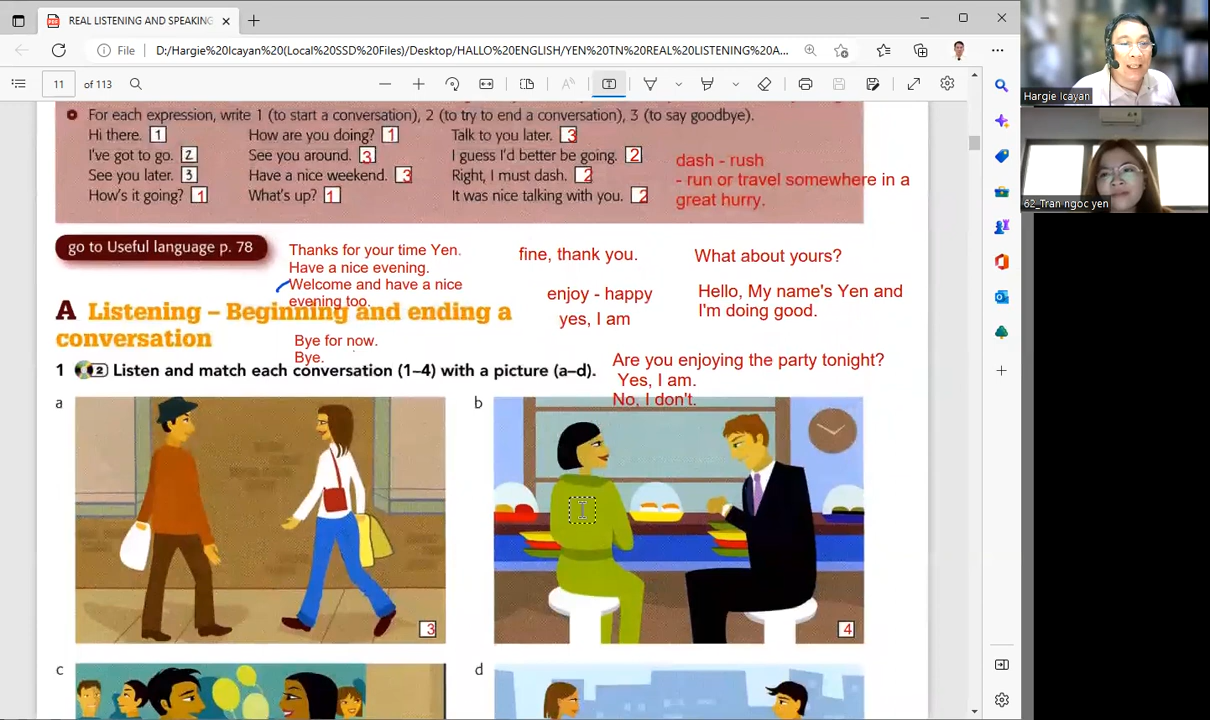 REAL LISTENING AND SPEAKING
File
D:/Hargie%20Icayan%20(Local%20SSD%20Files)/Desktop/HALLO%20ENGLISH/YEN%20TN%20REAL%20LISTENING%20A...
11 of 113
Hargie Icayan
62_Tran ngoc yen
For each expression, write 1 (to start a conversation), 2 (to try to end a conversation), 3 (to say goodbye).
Hi there. 1 How are you doing? 1 Talk to you later. 3
I've got to go. 2 See you around. 3 I guess I'd better be going. 2
See you later. 3 Have a nice weekend. 3 Right, I must dash. 2
How's it going? 1 What's up? 1 It was nice talking with you. 2
dash - rush
- run or travel somewhere in a
great hurry.
go to Useful language p. 78
Thanks for your time Yen.
Have a nice evening.
Welcome and have a nice
evening too.
fine, thank you.
What about yours?
enjoy - happy
yes, I am
Hello, My name's Yen and
I'm doing good.
A Listening – Beginning and ending a
conversation
Bye for now.
Bye.
1 2 Listen and match each conversation (1–4) with a picture (a–d).
Are you enjoying the party tonight?
Yes, I am.
No, I don't.
a
3
b
4
c
d